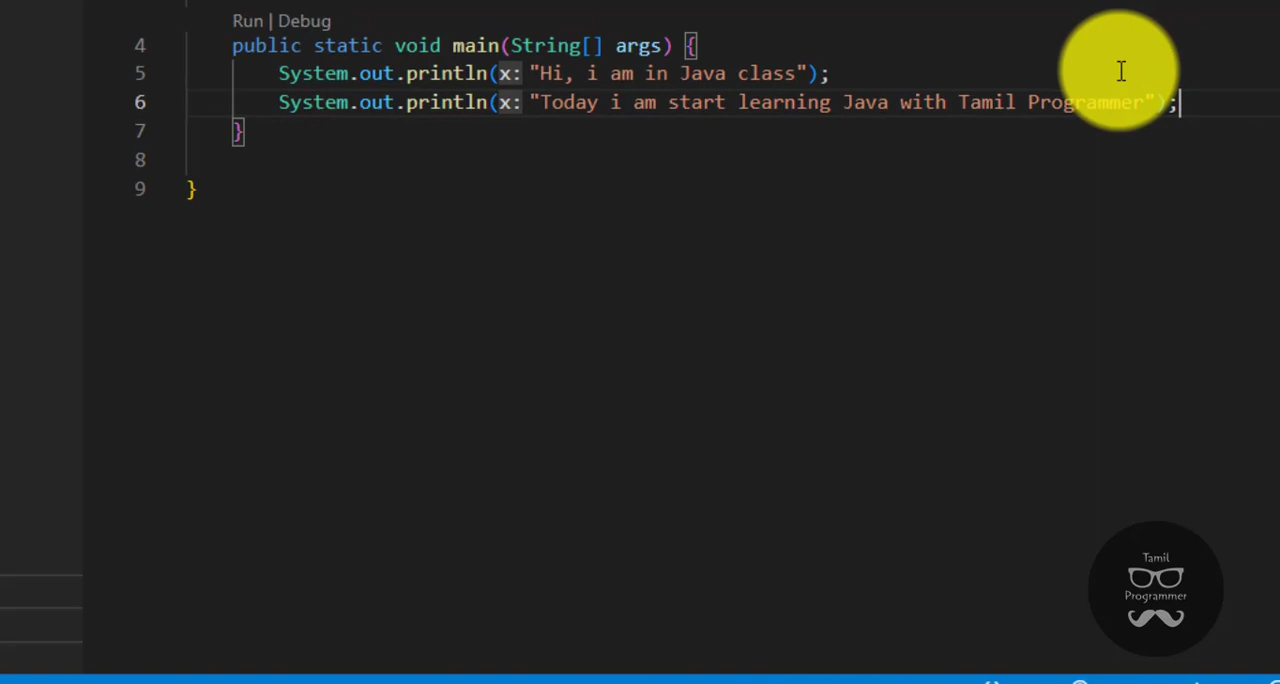 Run | Debug
4 public static void main(String[] args) {
5 System.out.println(x: "Hi, i am in Java class");
6 System.out.println(x: "Today i am start learning Java with Tamil Programmer");
7 }
8
9 }
Tamil
Programmer